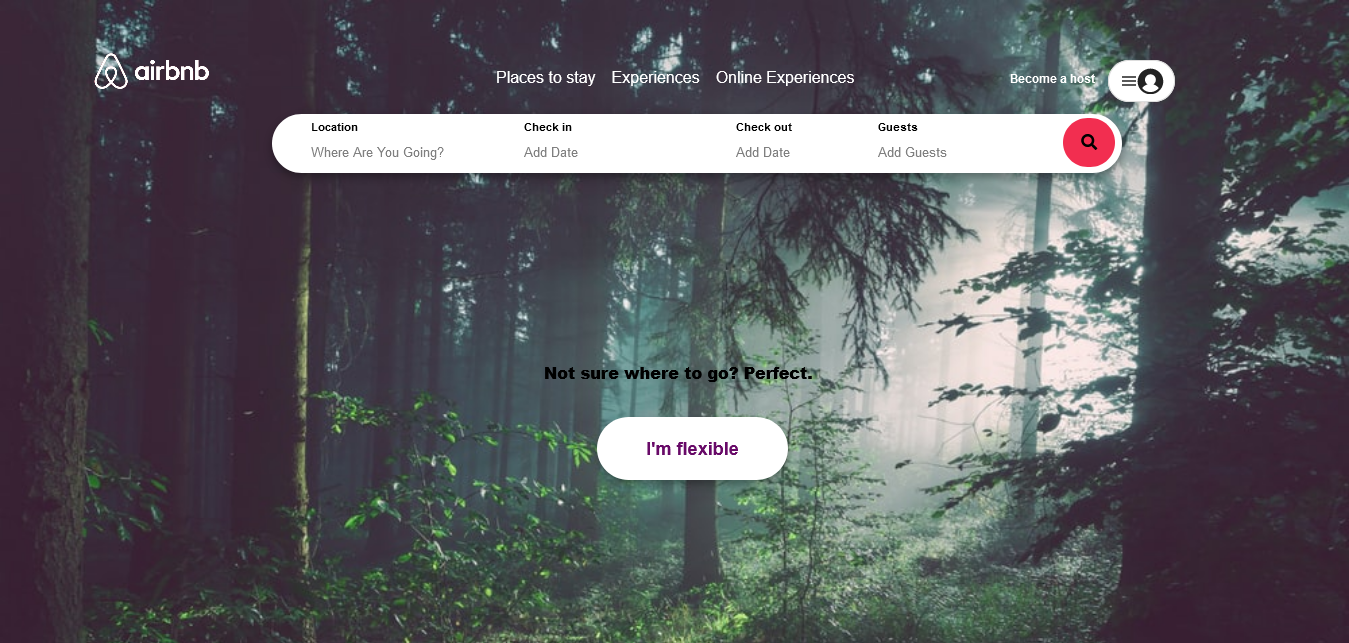 airbnb
Places to stay Experiences Online Experiences
Become a host
Location Check in Check out Guests
Where Are You Going? Add Date Add Date Add Guests
Not sure where to go? Perfect.
I'm flexible